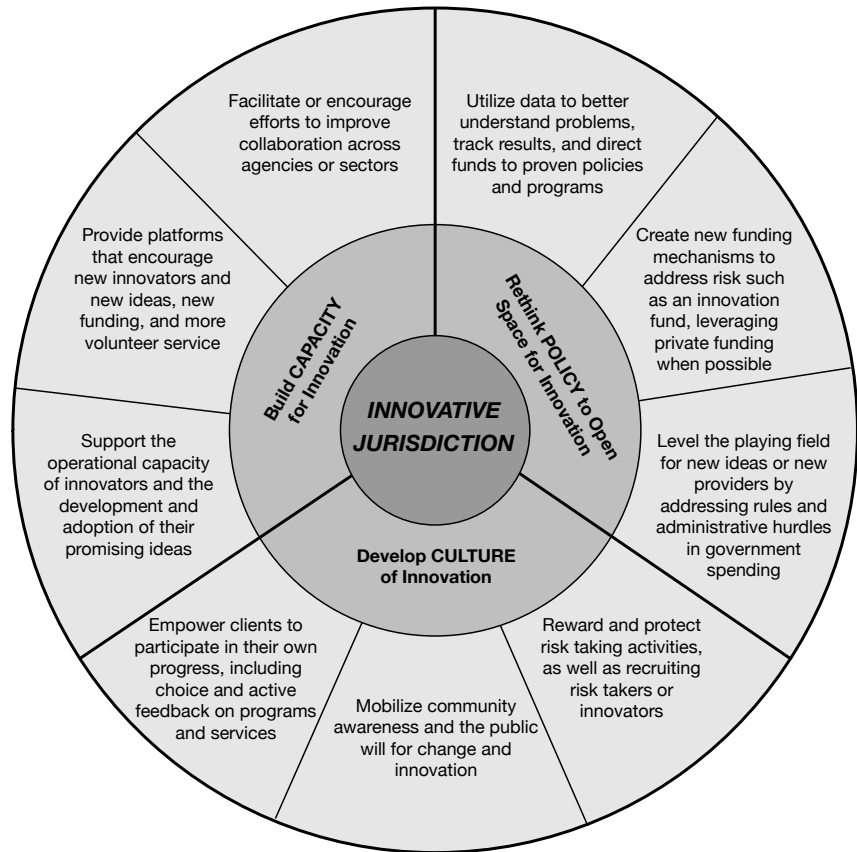 Facilitate or encourage
efforts to improve
collaboration across
agencies or sectors
Utilize data to better
understand problems,
track results, and direct
funds to proven policies
and programs
Provide platforms
that encourage
new innovators and
new ideas, new
funding, and more
volunteer service
Create new funding
mechanisms to
address risk such
as an innovation
fund, leveraging
private funding
when possible
Build CAPACITY
for Innovation
Rethink POLICY to Open
Space for Innovation
INNOVATIVE
JURISDICTION
Support the
operational capacity
of innovators and the
development and
adoption of their
promising ideas
Level the playing field
for new ideas or new
providers by
addressing rules and
administrative hurdles
in government
spending
Develop CULTURE
of Innovation
Empower clients to
participate in their own
progress, including
choice and active
feedback on programs
and services
Mobilize community
awareness and the public
will for change and
innovation
Reward and protect
risk taking activities,
as well as recruiting
risk takers or
innovators